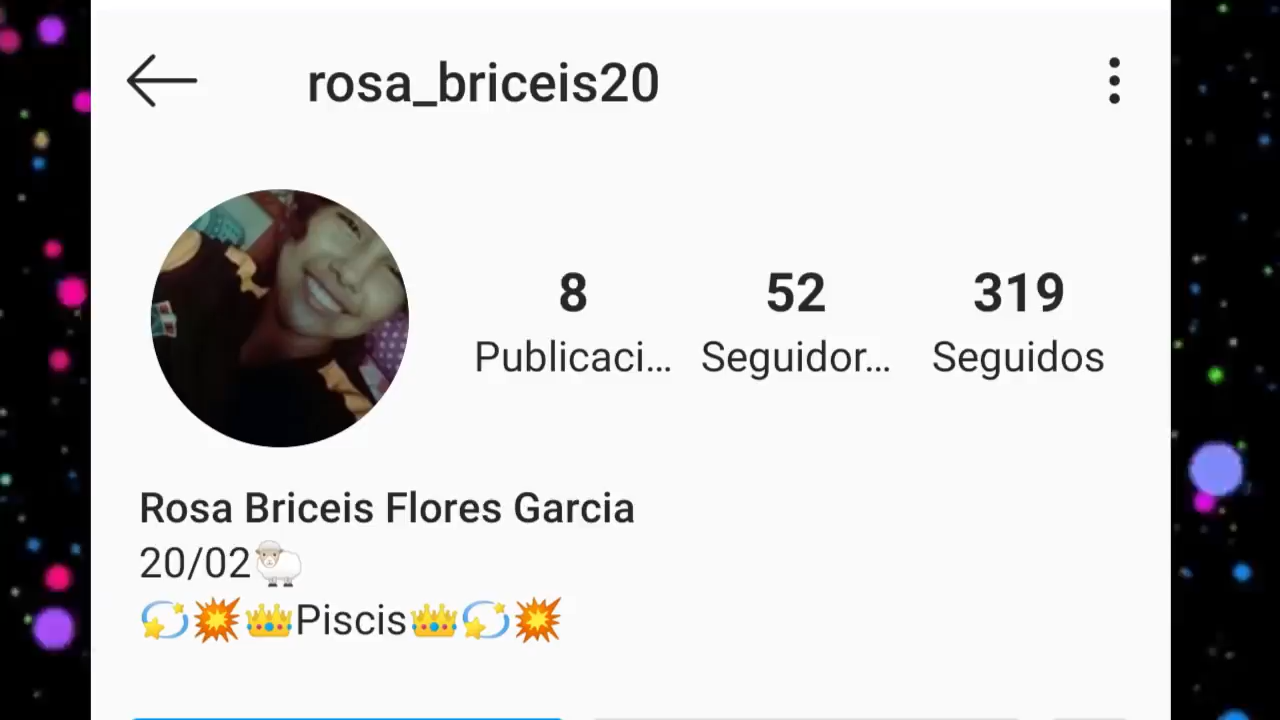 rosa_briceis20
8 52 319
Publicaci... Seguidor... Seguidos
Rosa Briceis Flores Garcia
20/02🐑
💫💥👑Piscis👑💫💥